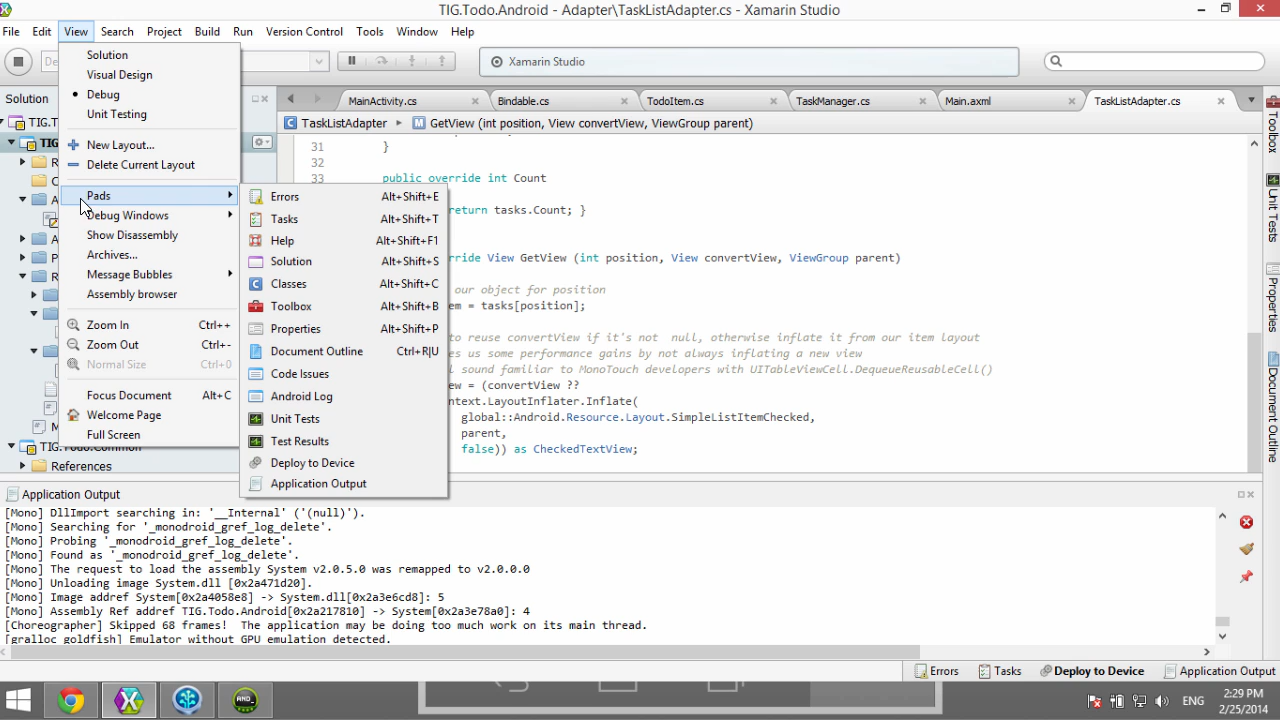 TIG.Todo.Android - Adapter\TaskListAdapter.cs - Xamarin Studio
File Edit View Search Project Build Run Version Control Tools Window Help
De
Xamarin Studio
Solution
Visual Design
Debug
Unit Testing
New Layout...
Delete Current Layout
Pads
Debug Windows
Show Disassembly
Archives...
Message Bubbles
Assembly browser
Zoom In Ctrl++
Zoom Out Ctrl+-
Normal Size Ctrl+0
Focus Document Alt+C
Welcome Page
Full Screen
Errors Alt+Shift+E
Tasks Alt+Shift+T
Help Alt+Shift+F1
Solution Alt+Shift+S
Classes Alt+Shift+C
Toolbox Alt+Shift+B
Properties Alt+Shift+P
Document Outline Ctrl+R|U
Code Issues
Android Log
Unit Tests
Test Results
Deploy to Device
Application Output
Solution
TIG.T
TIG
R
C
A
A
P
R
M
TIG.Todo.Common
References
MainActivity.cs Bindable.cs TodoItem.cs TaskManager.cs Main.axml TaskListAdapter.cs
TaskListAdapter GetView (int position, View convertView, ViewGroup parent)
31 }
32
33 public override int Count
return tasks.Count; }
rride View GetView (int position, View convertView, ViewGroup parent)
our object for position
em = tasks[position];
to reuse convertView if it's not null, otherwise inflate it from our item layout
es us some performance gains by not always inflating a new view
l sound familiar to MonoTouch developers with UITableViewCell.DequeueReusableCell()
ew = (convertView ??
ontext.LayoutInflater.Inflate(
global::Android.Resource.Layout.SimpleListItemChecked,
parent,
false)) as CheckedTextView;
Toolbox
Unit Tests
Properties
Document Outline
Application Output
[Mono] DllImport searching in: '__Internal' ('(null)').
[Mono] Searching for '_monodroid_gref_log_delete'.
[Mono] Probing '_monodroid_gref_log_delete'.
[Mono] Found as '_monodroid_gref_log_delete'.
[Mono] The request to load the assembly System v2.0.5.0 was remapped to v2.0.0.0
[Mono] Unloading image System.dll [0x2a471d20].
[Mono] Image addref System[0x2a4058e8] -> System.dll[0x2a3e6cd8]: 5
[Mono] Assembly Ref addref TIG.Todo.Android[0x2a217810] -> System[0x2a3e78a0]: 4
[Choreographer] Skipped 68 frames! The application may be doing too much work on its main thread.
[gralloc_goldfish] Emulator without GPU emulation detected.
Errors Tasks Deploy to Device Application Output
AND_
ENG
2:29 PM
2/25/2014